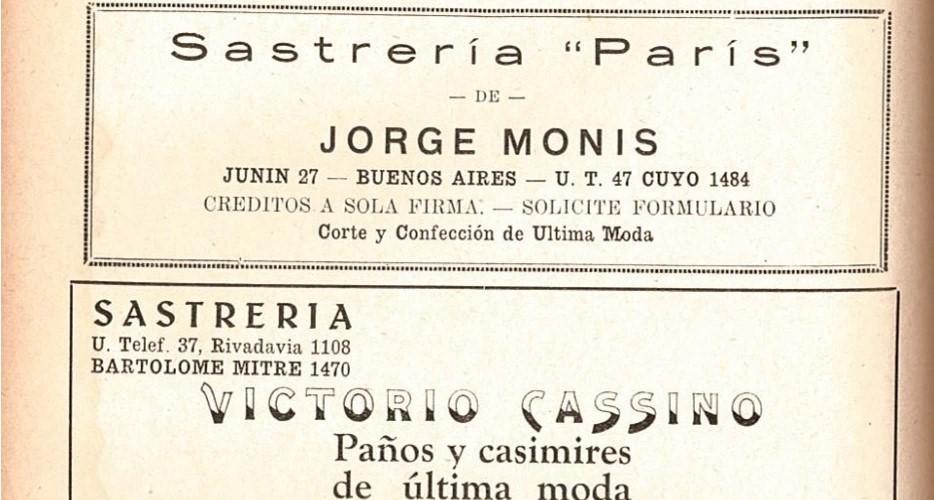 Sastrería “París”
— DE —
JORGE MONIS
JUNIN 27 — BUENOS AIRES — U. T. 47 CUYO 1484
CREDITOS A SOLA FIRMA. — SOLICITE FORMULARIO
Corte y Confección de Ultima Moda
SASTRERIA
U. Telef. 37, Rivadavia 1108
BARTOLOME MITRE 1470
VICTORIO CASSINO
Paños y casimires
de última moda